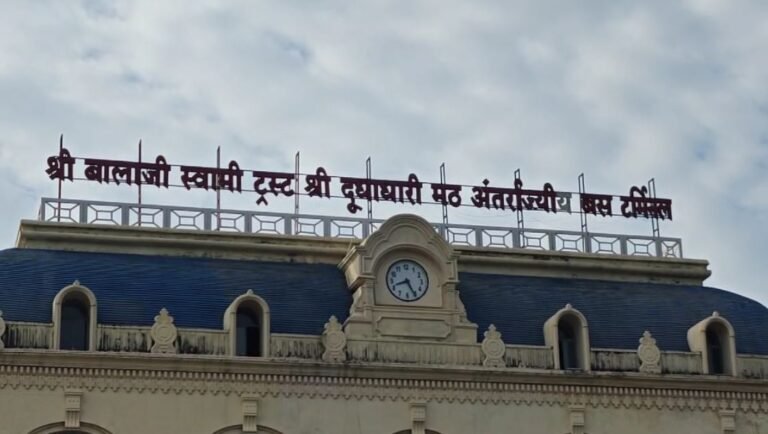 श्री बालाजी स्वामी ट्रस्ट श्री दूधाधारी मठ अंतर्राज्यीय बस टर्मिनल